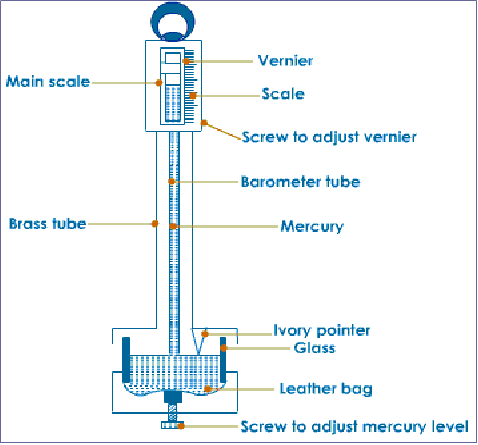 Vernier
Main scale
Scale
Screw to adjust vernier
Barometer tube
Brass tube
Mercury
Ivory pointer
Glass
Leather bag
Screw to adjust mercury level